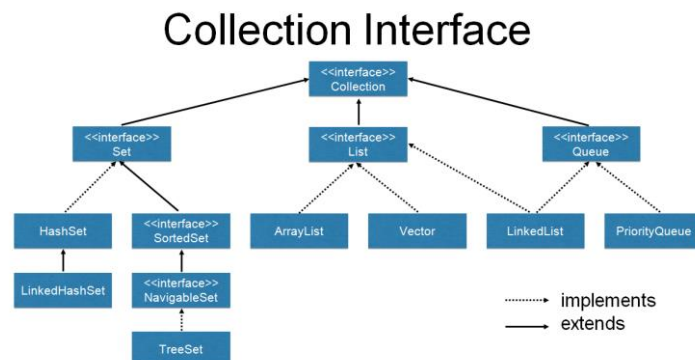 Collection Interface
<<interface>>
Collection
<<interface>>
Set
<<interface>>
List
<<interface>>
Queue
HashSet
<<interface>>
SortedSet
ArrayList
Vector
LinkedList
PriorityQueue
LinkedHashSet
<<interface>>
NavigableSet
TreeSet
implements
extends